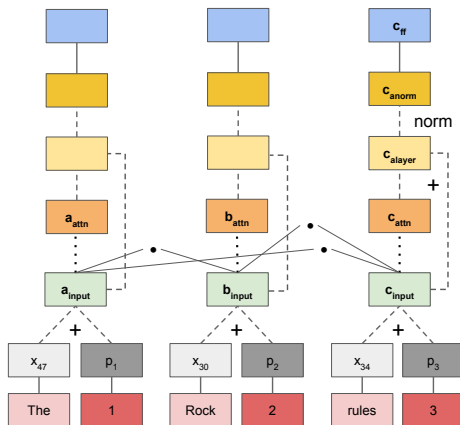 c_ff
c_anorm
norm
c_alayer
+
a_attn b_attn c_attn
a_input b_input c_input
+ + +
x_47 p_1 x_30 p_2 x_34 p_3
The 1 Rock 2 rules 3